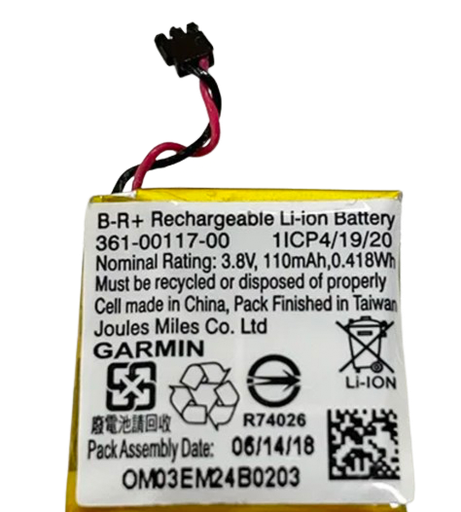 B-R+ Rechargeable Li-ion Battery
361-00117-00 1ICP4/19/20
Nominal Rating: 3.8V, 110mAh,0.418Wh
Must be recycled or disposed of properly
Cell made in China, Pack Finished in Taiwan
Joules Miles Co. Ltd
GARMIN
Li-ION
廢電池請回收
R74026
Pack Assembly Date: 06/14/18
OM03EM24B0203